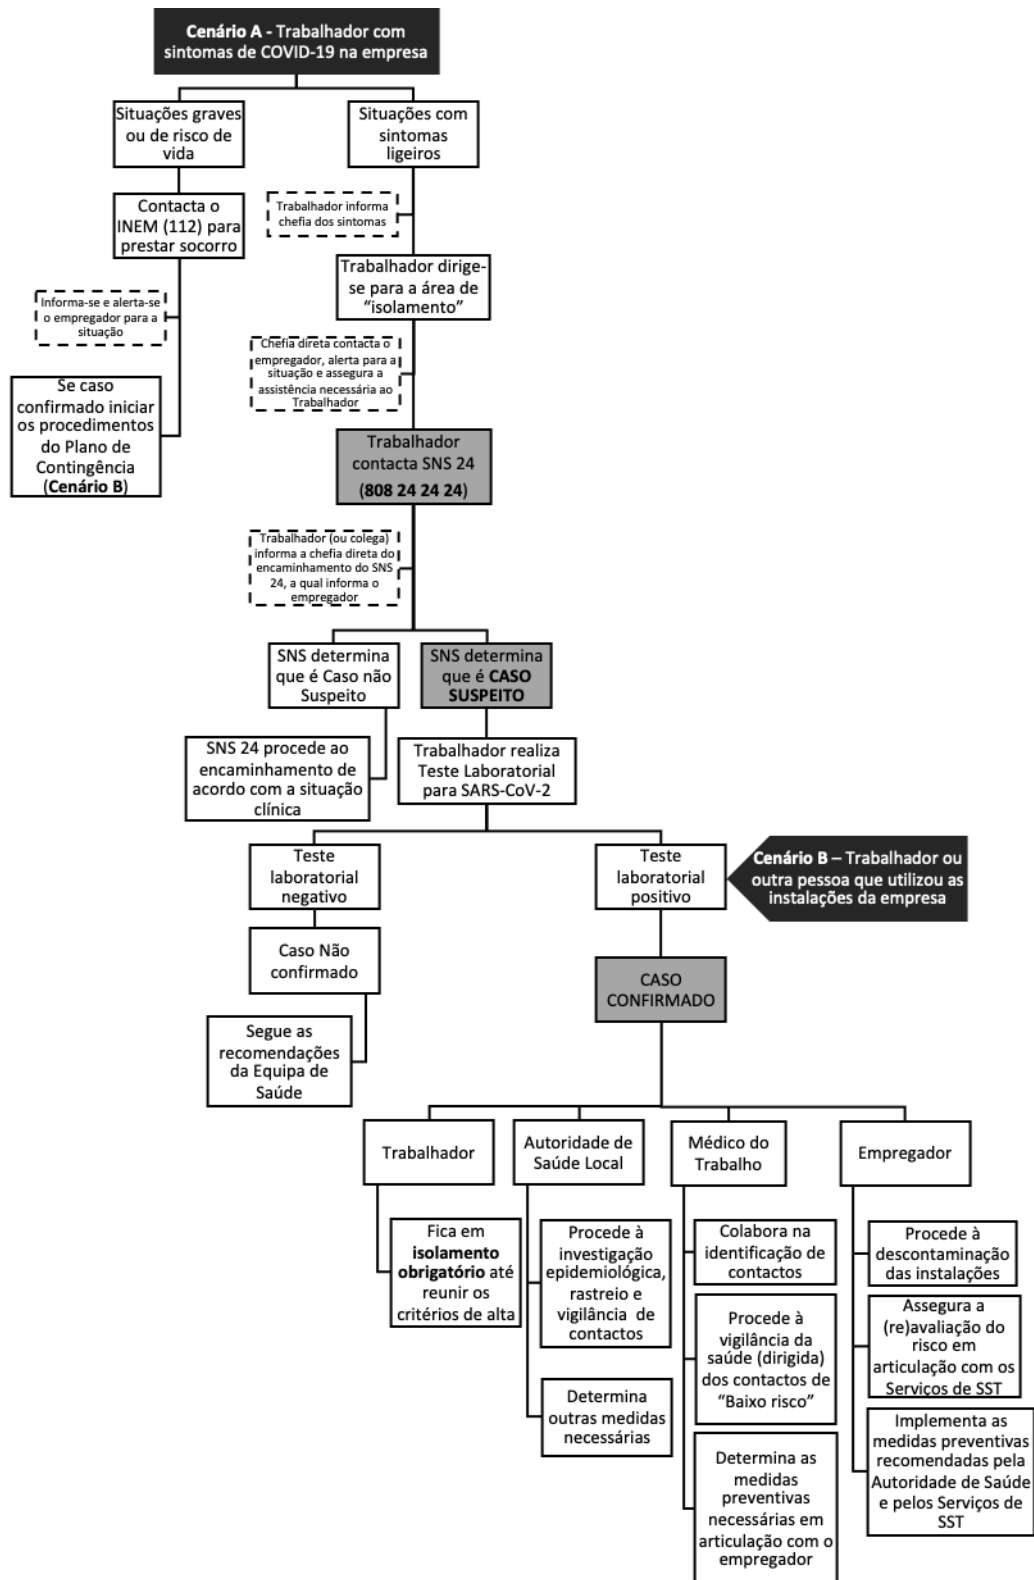 Cenário A - Trabalhador com
sintomas de COVID-19 na empresa
Situações graves
ou de risco de
vida
Situações com
sintomas
ligeiros
Contacta o
INEM (112) para
prestar socorro
Trabalhador informa
chefia dos sintomas
Trabalhador dirige-
se para a área de
“isolamento”
Informa-se e alerta-se
o empregador para a
situação
Chefia direta contacta o
empregador, alerta para a
situação e assegura a
assistência necessária ao
Trabalhador
Se caso
confirmado iniciar
os procedimentos
do Plano de
Contingência
(Cenário B)
Trabalhador
contacta SNS 24
(808 24 24 24)
Trabalhador (ou colega)
informa a chefia direta do
encaminhamento do SNS
24, a qual informa o
empregador
SNS determina
que é Caso não
Suspeito
SNS determina
que é CASO
SUSPEITO
SNS 24 procede ao
encaminhamento de
acordo com a situação
clínica
Trabalhador realiza
Teste Laboratorial
para SARS-CoV-2
Teste
laboratorial
negativo
Teste
laboratorial
positivo
Cenário B – Trabalhador ou
outra pessoa que utilizou as
instalações da empresa
Caso Não
confirmado
CASO
CONFIRMADO
Segue as
recomendações
da Equipa de
Saúde
Trabalhador
Autoridade de
Saúde Local
Médico do
Trabalho
Empregador
Fica em
isolamento
obrigatório até
reunir os
critérios de alta
Procede à
investigação
epidemiológica,
rastreio e
vigilância de
contactos
Determina
outras medidas
necessárias
Colabora na
identificação de
contactos
Procede à
vigilância da
saúde (dirigida)
dos contactos de
“Baixo risco”
Determina as
medidas
preventivas
necessárias em
articulação com o
empregador
Procede à
descontaminação
das instalações
Assegura a
(re)avaliação do
risco em
articulação com os
Serviços de SST
Implementa as
medidas preventivas
recomendadas pela
Autoridade de Saúde
e pelos Serviços de
SST